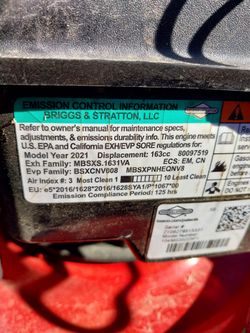 EMISSION CONTROL INFORMATION
BRIGGS & STRATTON, LLC
Refer to owner's manual for maintenance specs,
adjustments, & emissions durability info. This engine meets
U.S. EPA and California EXH/EVP SORE regulations for:
Model Year 2021 Displacement: 163cc 80097519
Exh Family: MBSXS.1631VA ECS: EM, CN
Evp Family: BSXCNV008 MBSXPNHEQNV8
Air Index #: 3 Most Clean 1 10 Least Clean
EU: e5*2016/1628*2016/1628SYA1/P*1067*00
Emission Compliance Period: 125 hrs